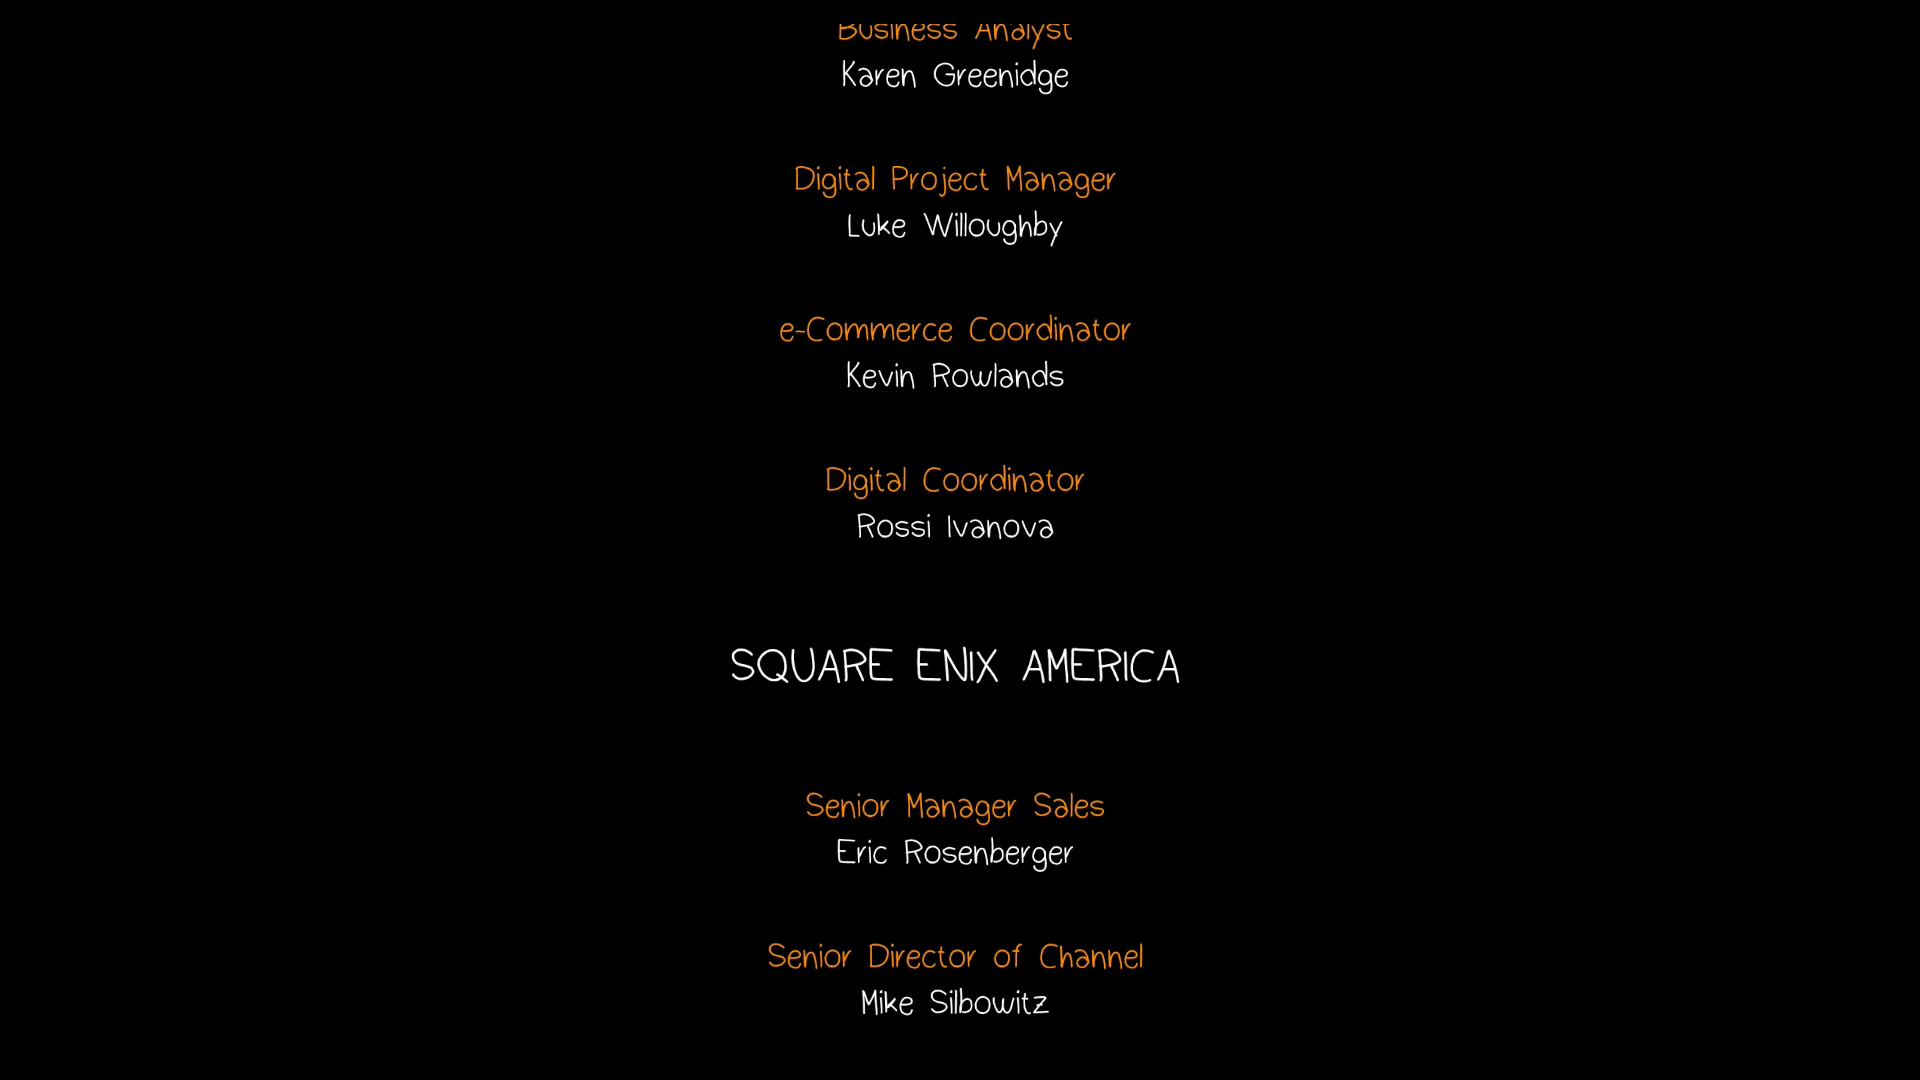 Business Analyst
Karen Greenidge
Digital Project Manager
Luke Willoughby
e-Commerce Coordinator
Kevin Rowlands
Digital Coordinator
Rossi Ivanova
SQUARE ENIX AMERICA
Senior Manager Sales
Eric Rosenberger
Senior Director of Channel
Mike Silbowitz